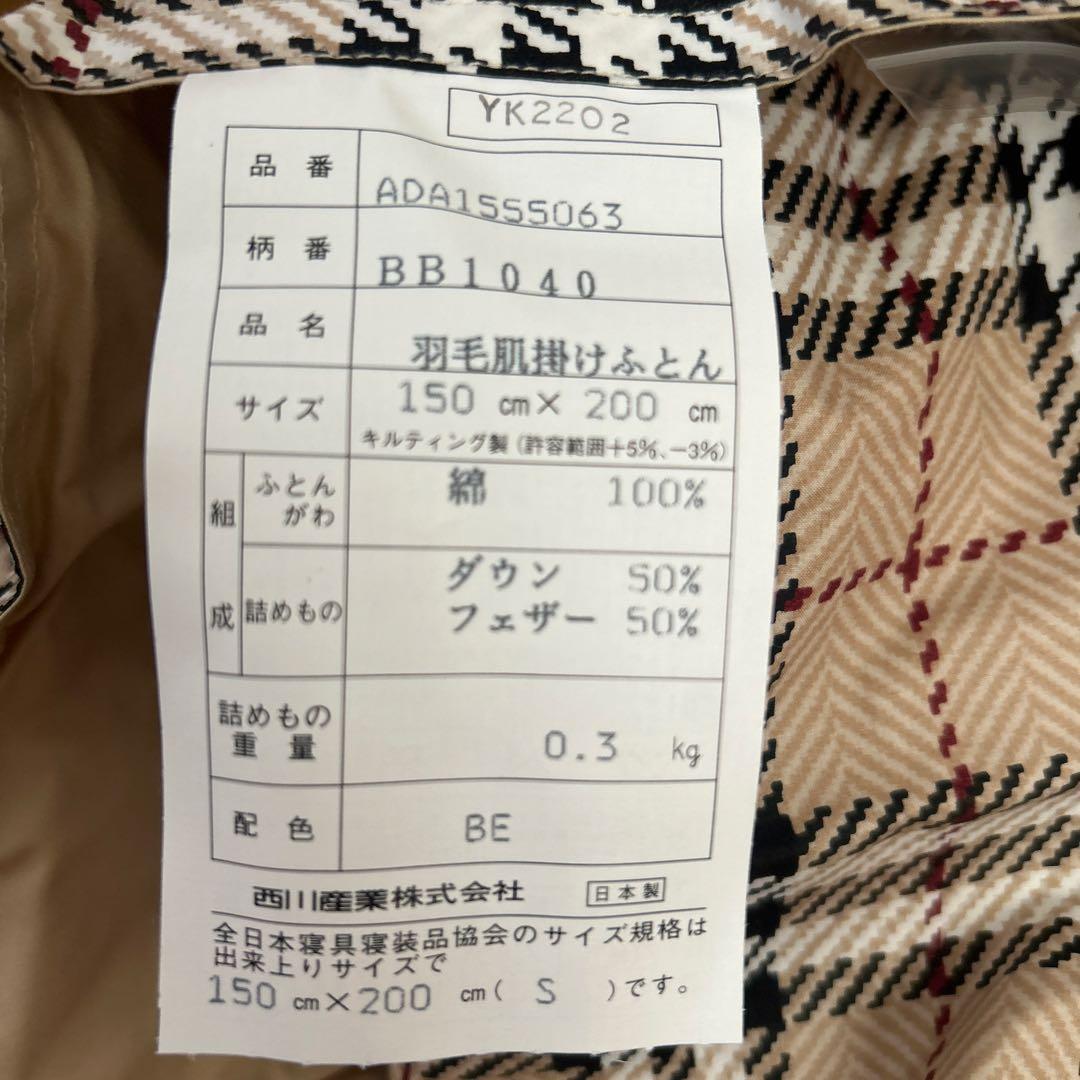 YK2202
品番 ADA1555063
柄番 BB1040
品名 羽毛肌掛けふとん
サイズ 150 cm× 200 cm
キルティング製（許容範囲＋5%、－3%）
組成
ふとんがわ 綿 100%
詰めもの ダウン 50%
フェザー 50%
詰めもの
重量 0.3 kg
配色 BE
西川産業株式会社 日本製
全日本寝具寝装品協会のサイズ規格は
出来上りサイズで
150 cm×200 cm( S )です。